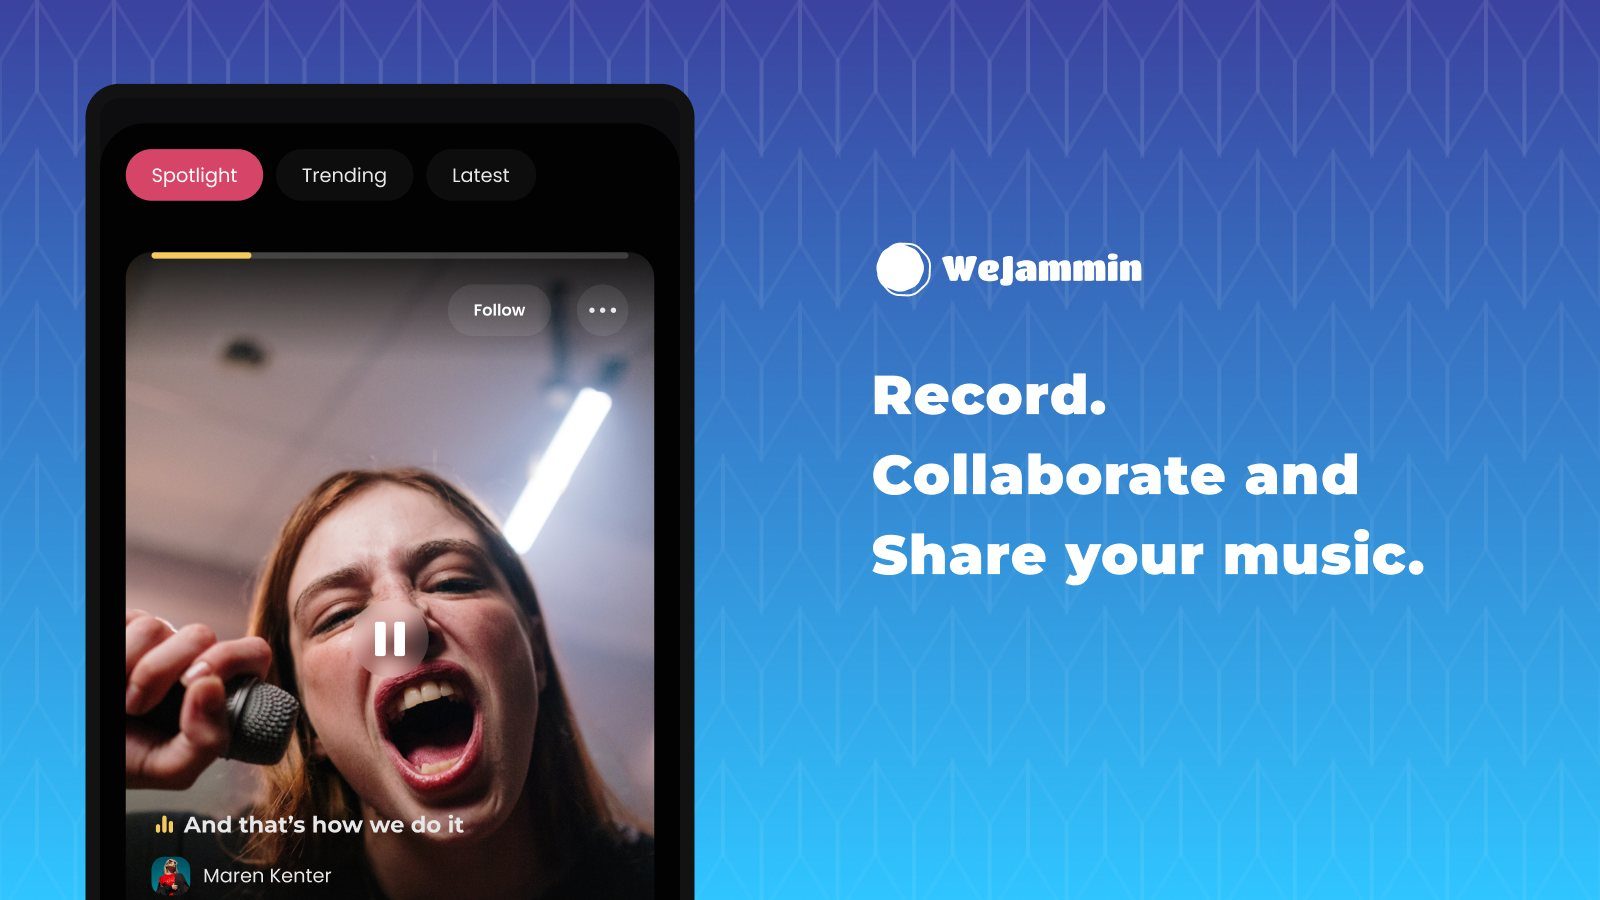 Spotlight
Trending
Latest
Follow
And that's how we do it
Maren Kenter
WeJammin
Record.
Collaborate and
Share your music.